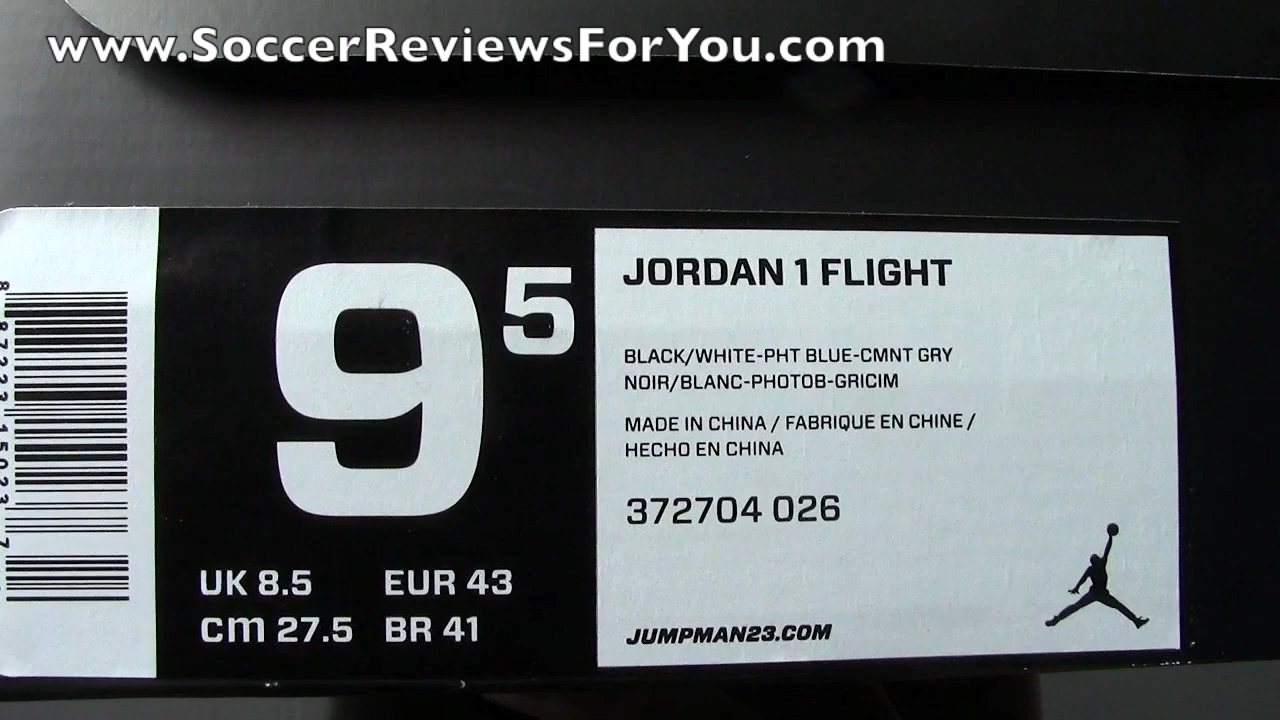 www.SoccerReviewsForYou.com
9 5
UK 8.5 EUR 43
cm 27.5 BR 41
JORDAN 1 FLIGHT
BLACK/WHITE-PHT BLUE-CMNT GRY
NOIR/BLANC-PHOTOB-GRICIM
MADE IN CHINA / FABRIQUE EN CHINE /
HECHO EN CHINA
372704 026
JUMPMAN23.COM